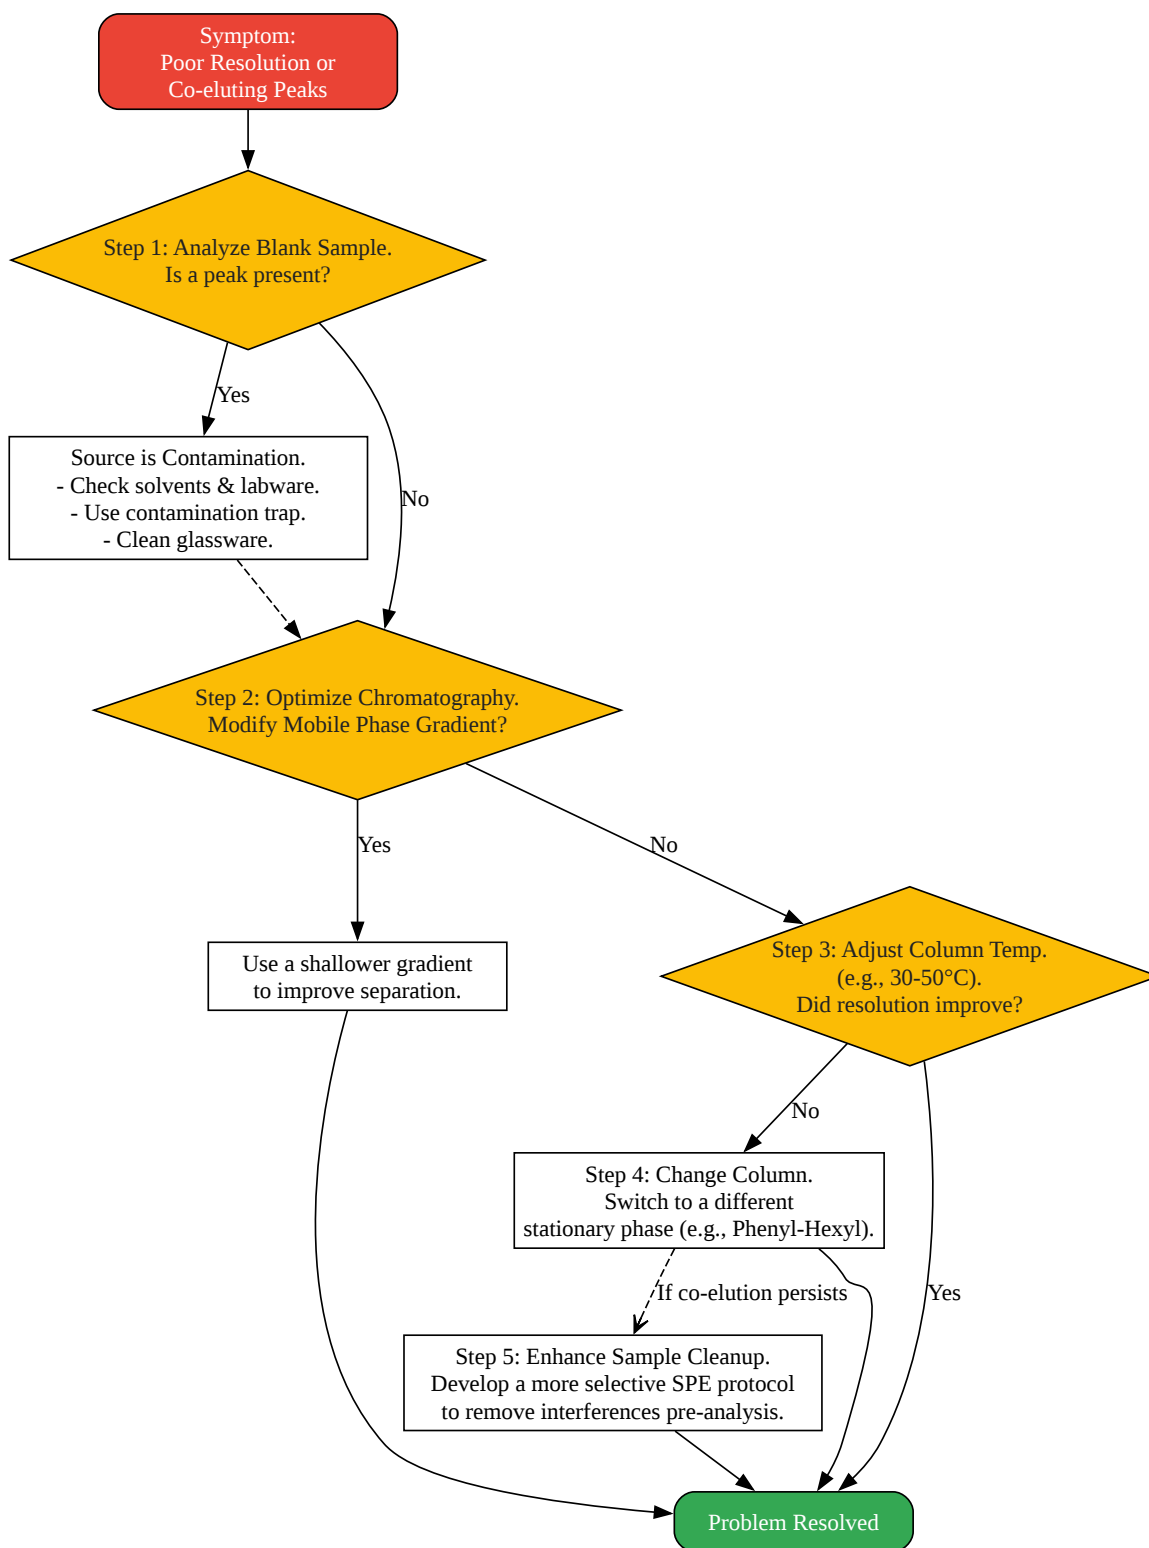 Symptom:
Poor Resolution or
Co-eluting Peaks
Step 1: Analyze Blank Sample.
Is a peak present?
Yes
No
Source is Contamination.
- Check solvents & labware.
- Use contamination trap.
- Clean glassware.
Step 2: Optimize Chromatography.
Modify Mobile Phase Gradient?
Yes
No
Use a shallower gradient
to improve separation.
Step 3: Adjust Column Temp.
(e.g., 30-50°C).
Did resolution improve?
No
Yes
Step 4: Change Column.
Switch to a different
stationary phase (e.g., Phenyl-Hexyl).
If co-elution persists
Step 5: Enhance Sample Cleanup.
Develop a more selective SPE protocol
to remove interferences pre-analysis.
Problem Resolved